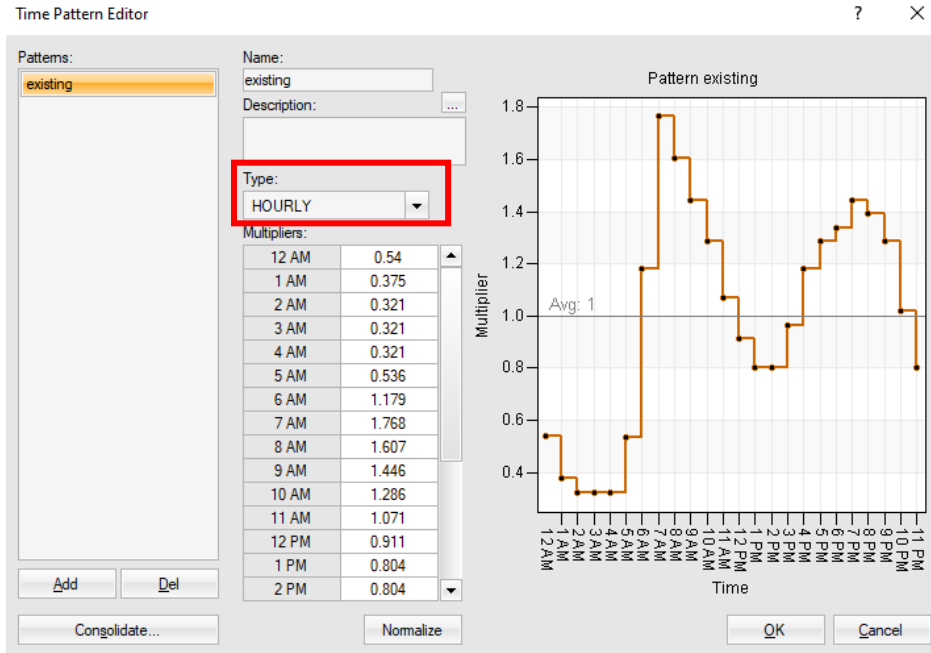 Time Pattern Editor
? ×
Patterns:
existing
Name:
existing
Description:
...
Type:
HOURLY
Multipliers:
12 AM 0.54
1 AM 0.375
2 AM 0.321
3 AM 0.321
4 AM 0.321
5 AM 0.536
6 AM 1.179
7 AM 1.768
8 AM 1.607
9 AM 1.446
10 AM 1.286
11 AM 1.071
12 PM 0.911
1 PM 0.804
2 PM 0.804
Add Del
Consolidate...
Normalize
Pattern existing
Multiplier
1.8
1.6
1.4
1.2
1.0
0.8
0.6
0.4
Avg: 1
12 AM
1 AM
2 AM
3 AM
4 AM
5 AM
6 AM
7 AM
8 AM
9 AM
10 AM
11 AM
12 PM
1 PM
2 PM
3 PM
4 PM
5 PM
6 PM
7 PM
8 PM
9 PM
10 PM
11 PM
Time
OK Cancel